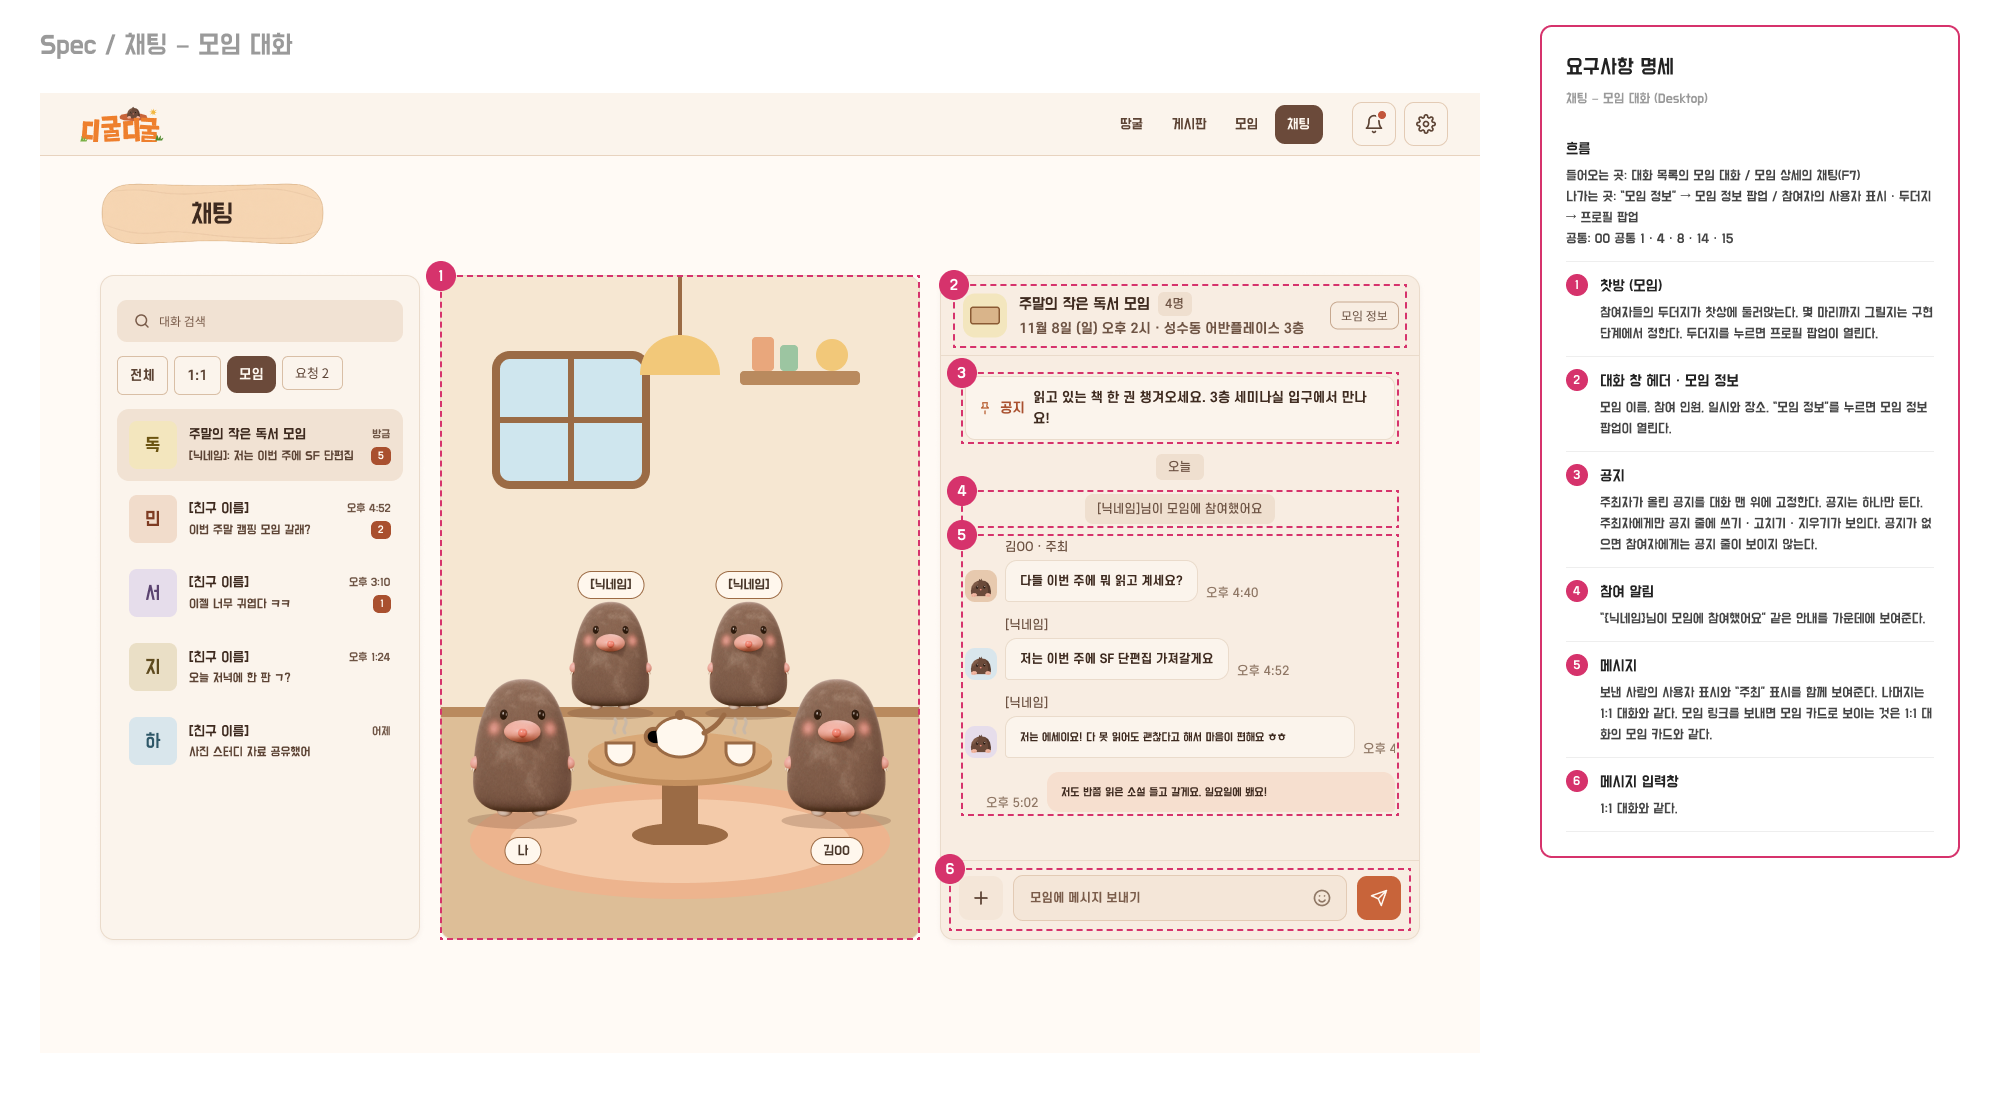 Spec / 채팅 – 모임 대화
디굴디굴
땅굴
게시판
모임
채팅
채팅
대화 검색
전체
1:1
모임
요청 2
독
주말의 작은 독서 모임
방금
[닉네임]: 저는 이번 주에 SF 단편집
5
민
[친구 이름]
오후 4:52
이번 주말 캠핑 모임 갈래?
2
서
[친구 이름]
오후 3:10
이젤 너무 귀엽다 ㅋㅋ
1
지
[친구 이름]
오후 1:24
오늘 저녁에 한 판 ㄱ?
하
[친구 이름]
어제
사진 스터디 자료 공유했어
1
[닉네임]
[닉네임]
나
김OO
2
주말의 작은 독서 모임
4명
11월 8일 (일) 오후 2시 · 성수동 어반플레이스 3층
모임 정보
3
공지
읽고 있는 책 한 권 챙겨오세요. 3층 세미나실 입구에서 만나
요!
오늘
4
[닉네임]님이 모임에 참여했어요
5
김OO · 주최
다들 이번 주에 뭐 읽고 계세요?
오후 4:40
[닉네임]
저는 이번 주에 SF 단편집 가져갈게요
오후 4:52
[닉네임]
저는 에세이요! 다 못 읽어도 괜찮다고 해서 마음이 편해요 ㅎㅎ
오후 4
오후 5:02
저도 반쯤 읽은 소설 들고 갈게요. 일요일에 봬요!
6
모임에 메시지 보내기
요구사항 명세
채팅 – 모임 대화 (Desktop)
흐름
들어오는 곳: 대화 목록의 모임 대화 / 모임 상세의 채팅(F7)
나가는 곳: "모임 정보" → 모임 정보 팝업 / 참여자의 사용자 표시 · 두더지
→ 프로필 팝업
공통: 00 공통 1 · 4 · 8 · 14 · 15
1
찻방 (모임)
참여자들의 두더지가 찻상에 둘러앉는다. 몇 마리까지 그릴지는 구현
단계에서 정한다. 두더지를 누르면 프로필 팝업이 열린다.
2
대화 창 헤더 · 모임 정보
모임 이름, 참여 인원, 일시와 장소. "모임 정보"를 누르면 모임 정보
팝업이 열린다.
3
공지
주최자가 올린 공지를 대화 맨 위에 고정한다. 공지는 하나만 둔다.
주최자에게만 공지 줄에 쓰기 · 고치기 · 지우기가 보인다. 공지가 없
으면 참여자에게는 공지 줄이 보이지 않는다.
4
참여 알림
"[닉네임]님이 모임에 참여했어요" 같은 안내를 가운데에 보여준다.
5
메시지
보낸 사람의 사용자 표시와 "주최" 표시를 함께 보여준다. 나머지는
1:1 대화와 같다. 모임 링크를 보내면 모임 카드로 보이는 것은 1:1 대
화의 모임 카드와 같다.
6
메시지 입력창
1:1 대화와 같다.